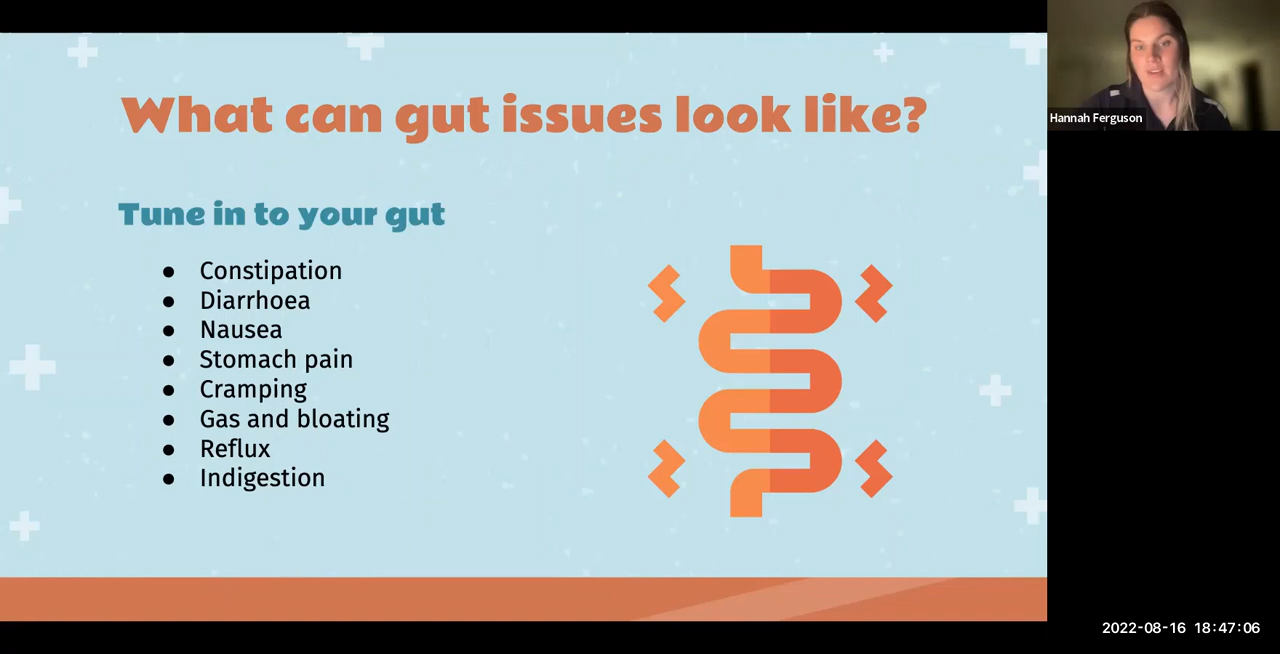 What can gut issues look like?
Tune in to your gut
● Constipation
● Diarrhoea
● Nausea
● Stomach pain
● Cramping
● Gas and bloating
● Reflux
● Indigestion
Hannah Ferguson
2022-08-16 18:47:06